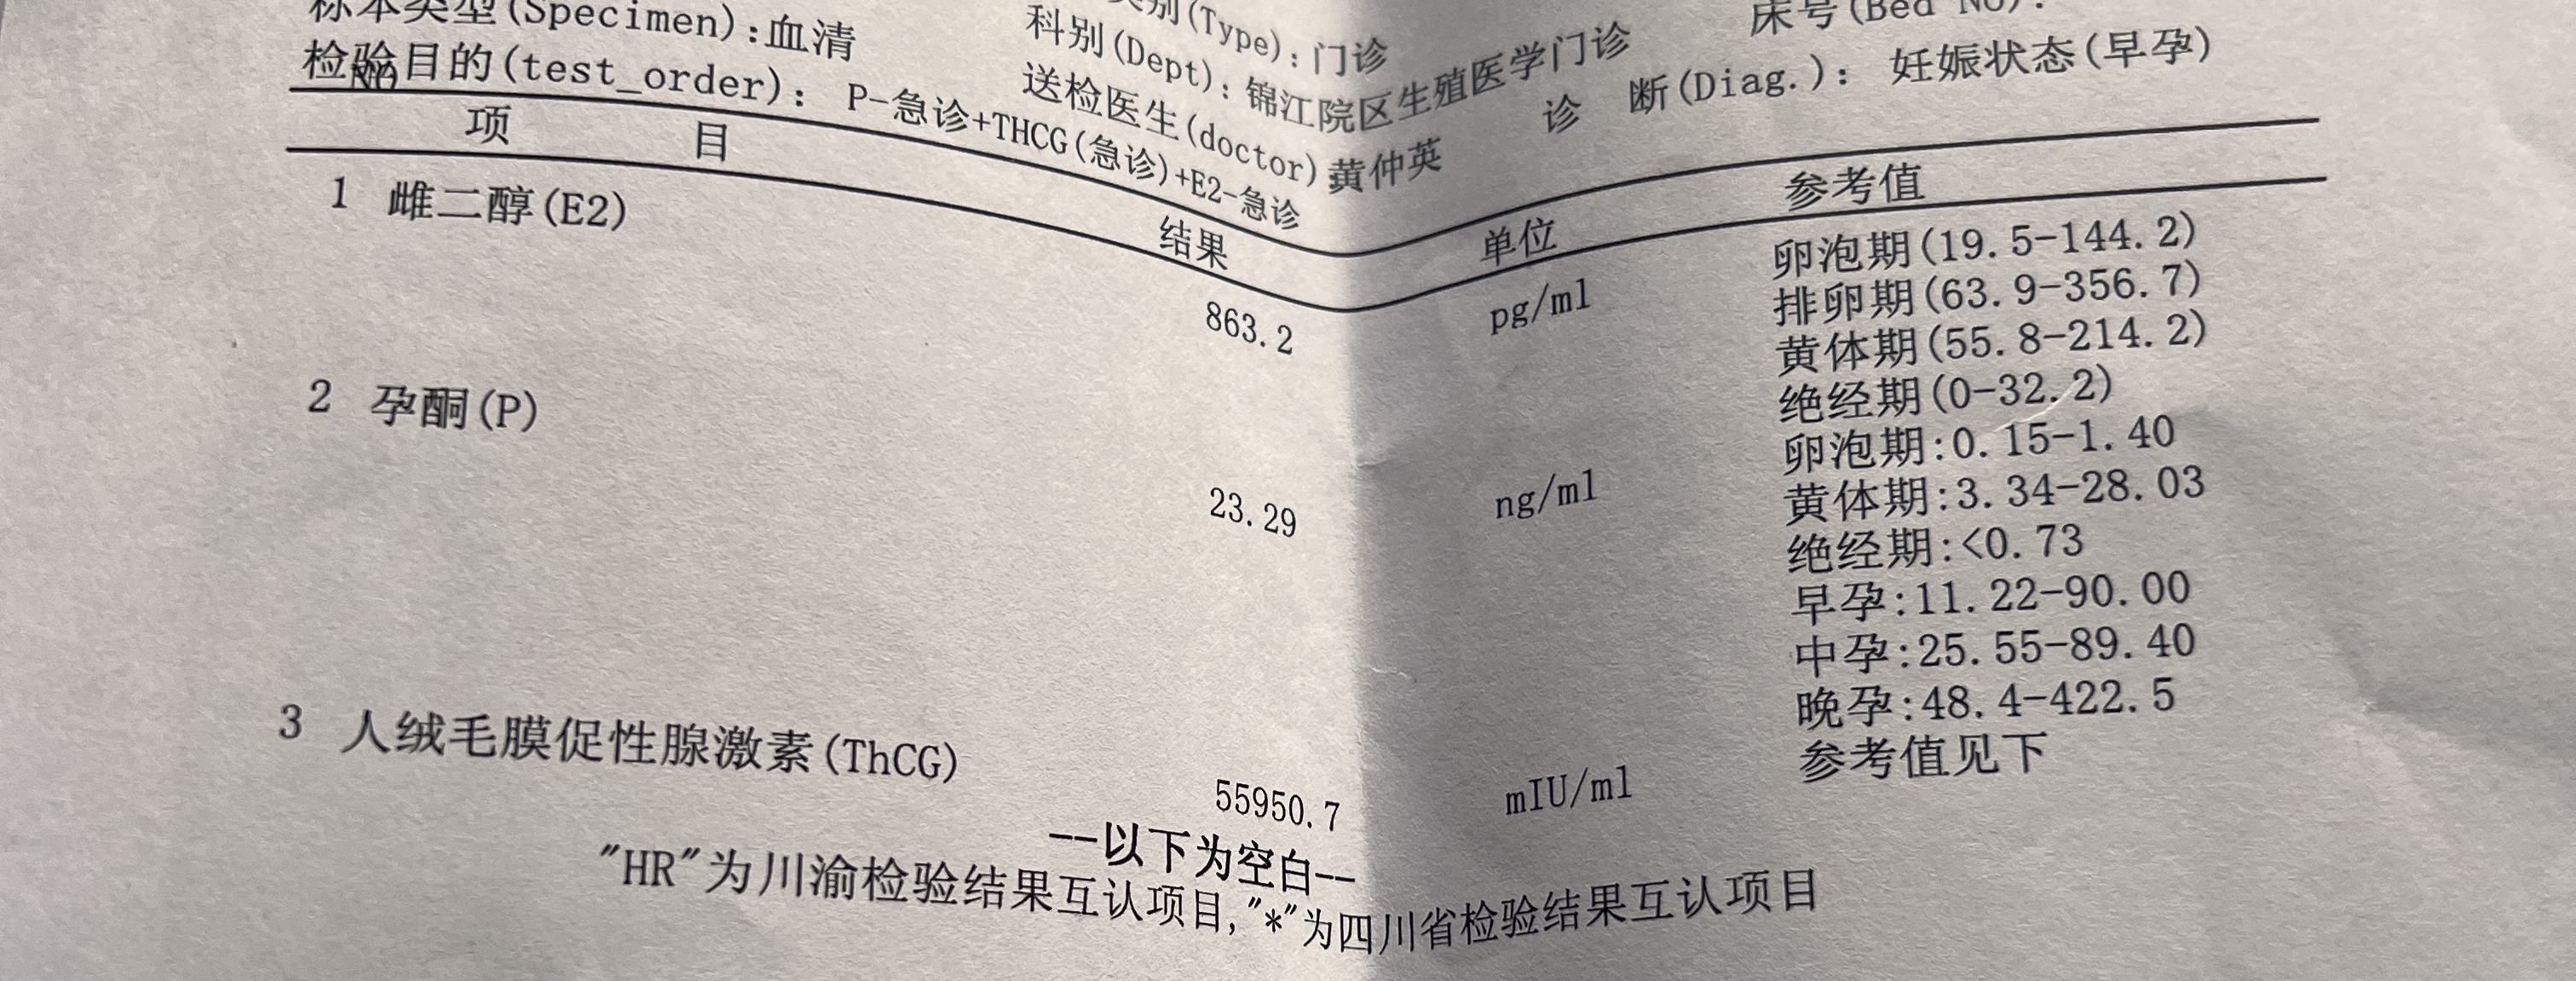 标本类型(Specimen):血清
类别(Type): 门诊
床号(Bed No):
检验目的(test_order): P-急诊+THCG(急诊)+E2-急诊
科别(Dept): 锦江院区生殖医学门诊
送检医生(doctor) 黄仲英
诊 断(Diag.): 妊娠状态(早孕)
项 目 结果 单位 参考值
1 雌二醇(E2) 863.2 pg/ml 卵泡期(19.5-144.2)
排卵期(63.9-356.7)
黄体期(55.8-214.2)
绝经期(0-32.2)
2 孕酮(P) 23.29 ng/ml 卵泡期:0.15-1.40
黄体期:3.34-28.03
绝经期:<0.73
早孕:11.22-90.00
中孕:25.55-89.40
晚孕:48.4-422.5
3 人绒毛膜促性腺激素(ThCG) 55950.7 mIU/ml 参考值见下
--以下为空白--
"HR"为川渝检验结果互认项目,"*"为四川省检验结果互认项目